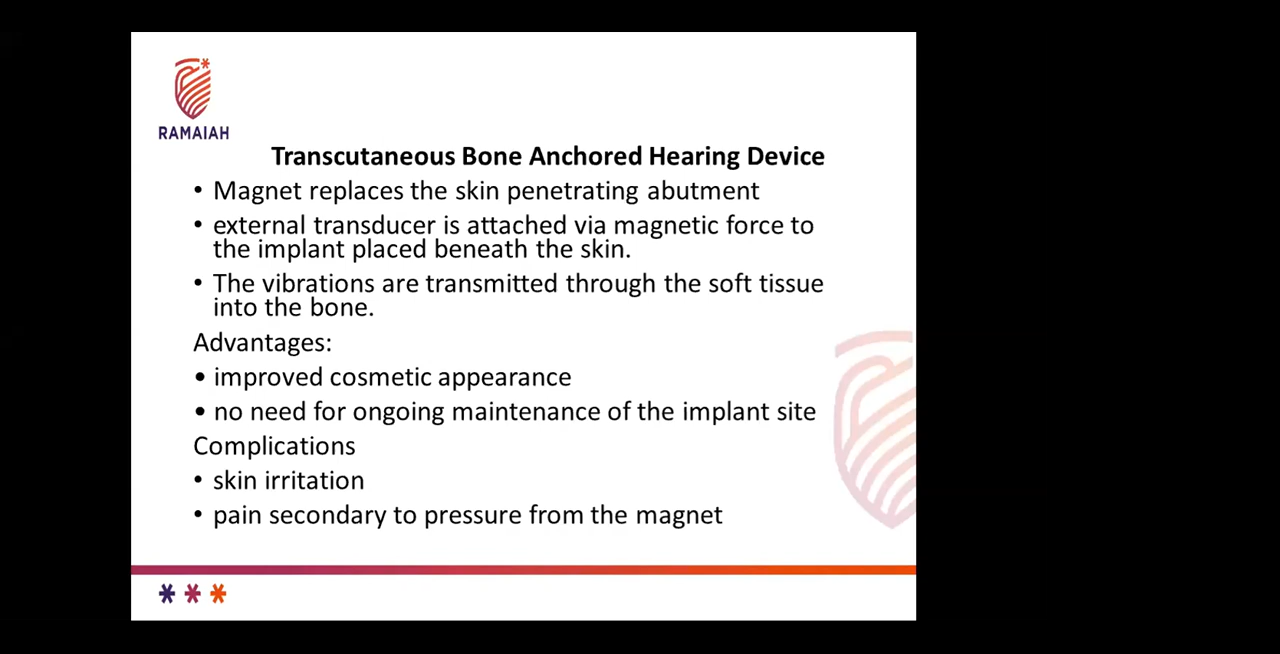 RAMAIAH
Transcutaneous Bone Anchored Hearing Device
• Magnet replaces the skin penetrating abutment
• external transducer is attached via magnetic force to
the implant placed beneath the skin.
• The vibrations are transmitted through the soft tissue
into the bone.
Advantages:
• improved cosmetic appearance
• no need for ongoing maintenance of the implant site
Complications
• skin irritation
• pain secondary to pressure from the magnet